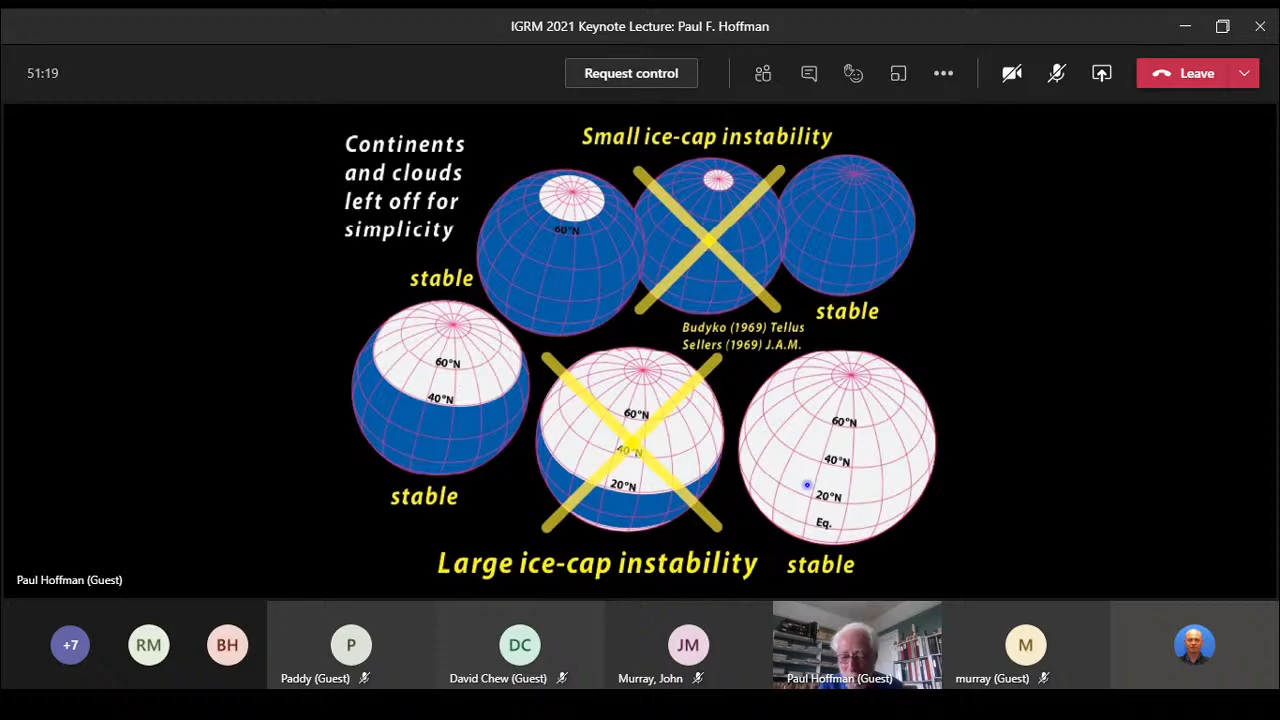 IGRM 2021 Keynote Lecture: Paul F. Hoffman
51:19
Request control
Leave
Continents
and clouds
left off for
simplicity
Small ice-cap instability
60°N
stable
stable
Budyko (1969) Tellus
Sellers (1969) J.A.M.
60°N
40°N
stable
60°N
40°N
20°N
60°N
40°N
20°N
Eq.
Large ice-cap instability
stable
Paul Hoffman (Guest)
+7
RM
BH
P
Paddy (Guest)
DC
David Chew (Guest)
JM
Murray, John
Paul Hoffman (Guest)
M
murray (Guest)